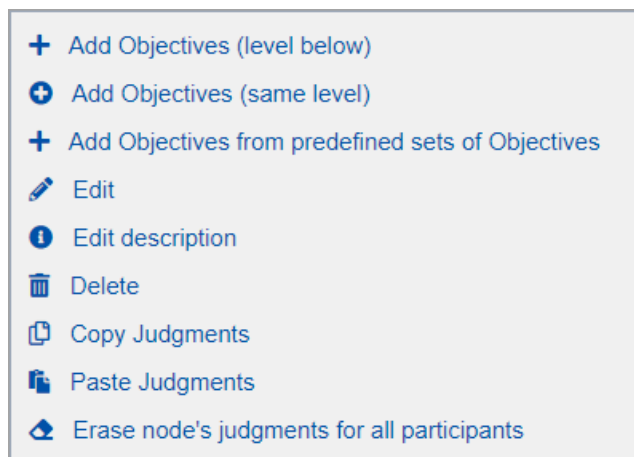 Add Objectives (level below)
Add Objectives (same level)
Add Objectives from predefined sets of Objectives
Edit
Edit description
Delete
Copy Judgments
Paste Judgments
Erase node's judgments for all participants